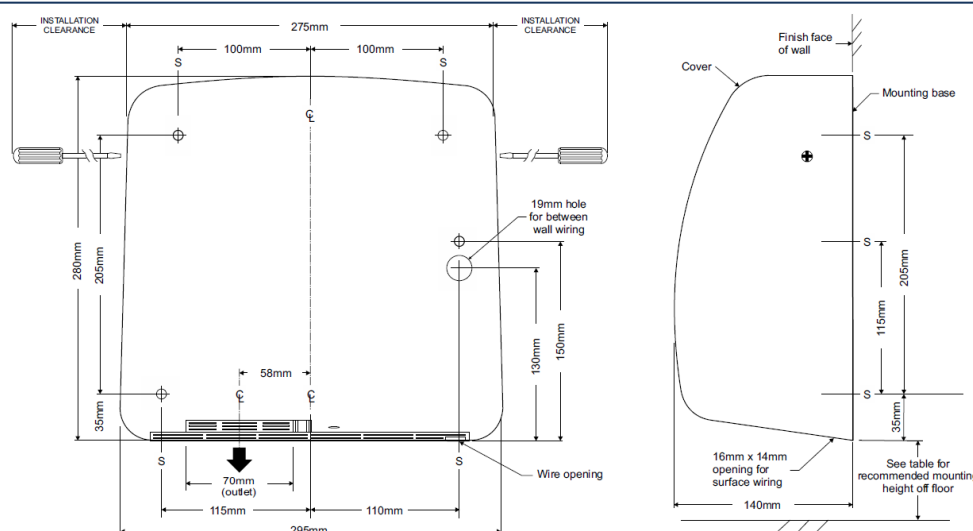 INSTALLATION
CLEARANCE
275mm
INSTALLATION
CLEARANCE
100mm
100mm
S
S
℄
280mm
205mm
19mm hole
for between
wall wiring
130mm
150mm
58mm
℄
℄
35mm
S
S
Wire opening
70mm
(outlet)
115mm
110mm
295mm
Finish face
of wall
Cover
Mounting base
S
S
205mm
115mm
S
35mm
16mm x 14mm
opening for
surface wiring
See table for
recommended mounting
height off floor
140mm